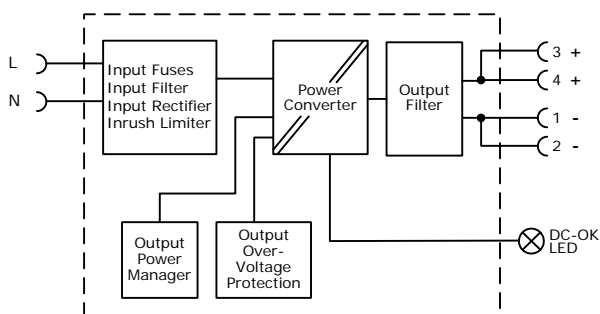 L
N
Input Fuses
Input Filter
Input Rectifier
Inrush Limiter
Power
Converter
Output
Filter
3 +
4 +
1 -
2 -
Output
Power
Manager
Output
Over-
Voltage
Protection
DC-OK
LED